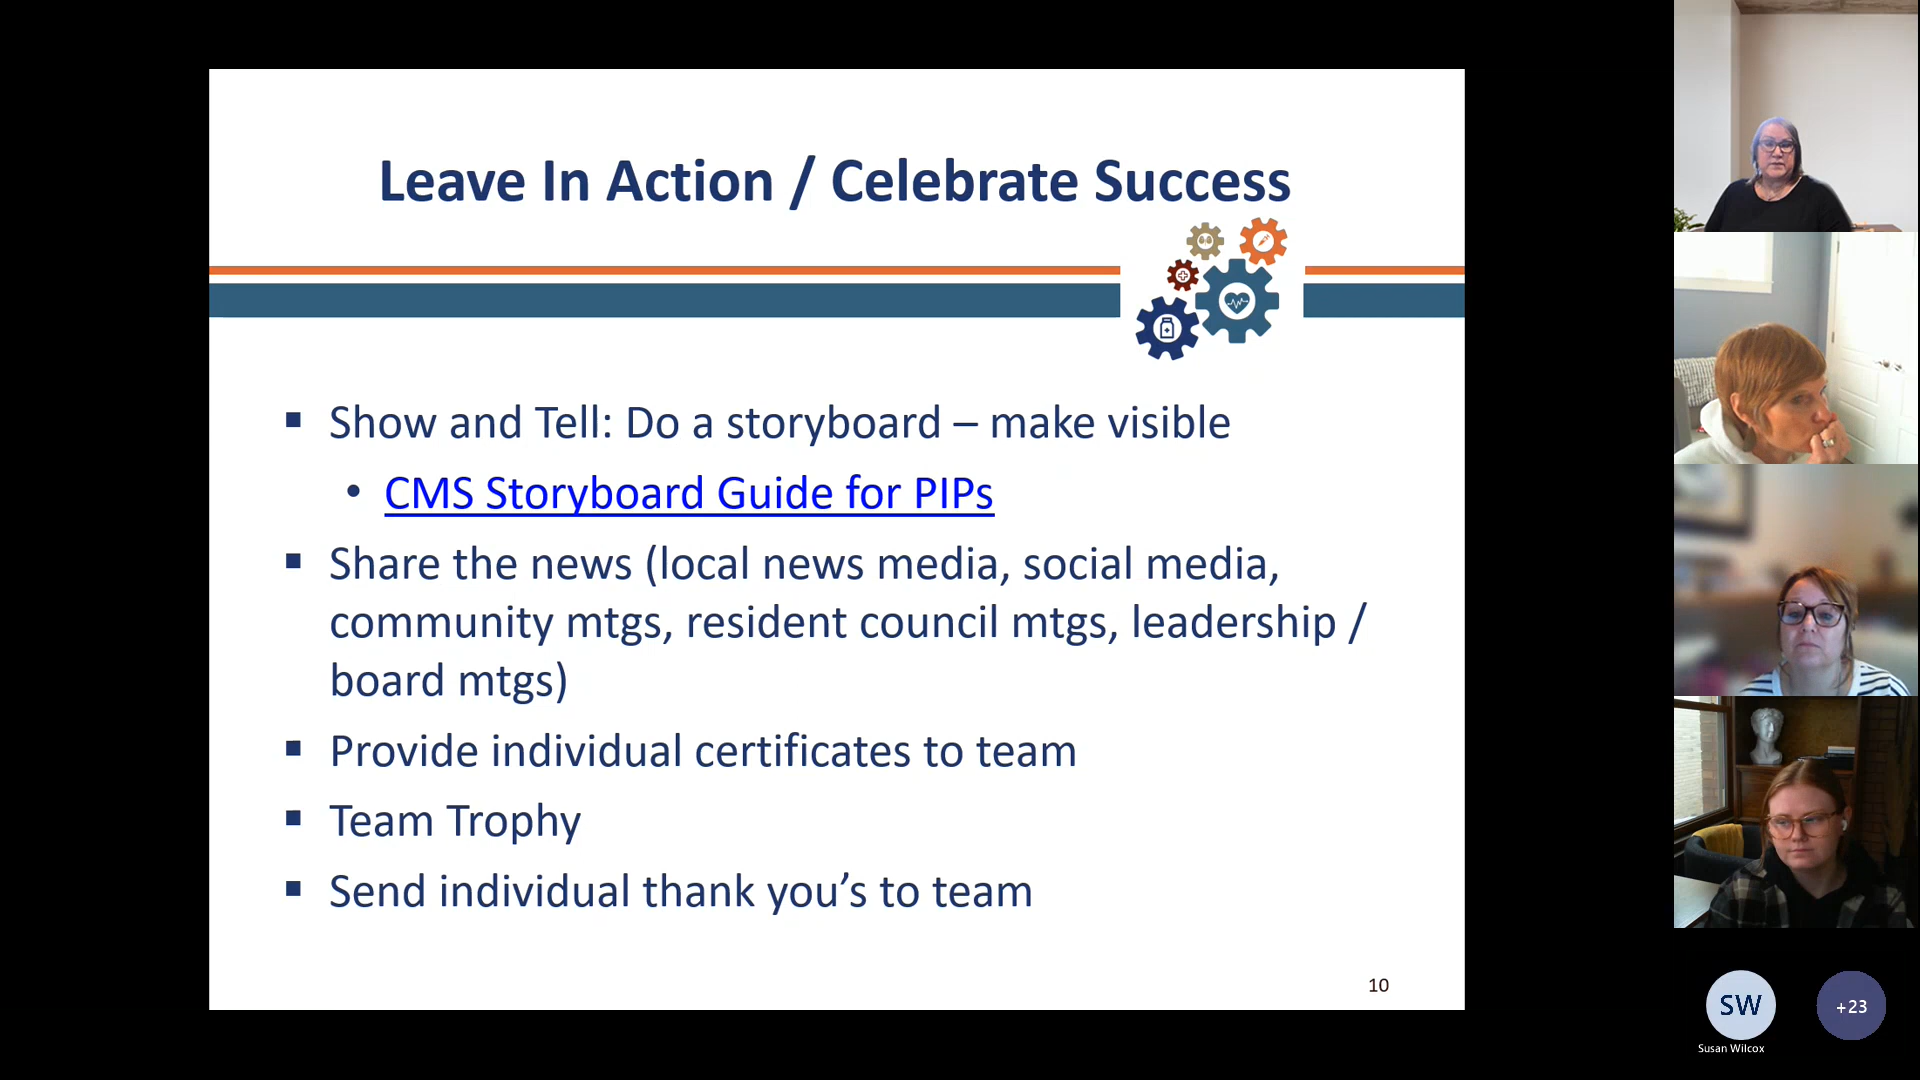 Leave In Action / Celebrate Success
Show and Tell: Do a storyboard – make visible
CMS Storyboard Guide for PIPs
Share the news (local news media, social media,
community mtgs, resident council mtgs, leadership /
board mtgs)
Provide individual certificates to team
Team Trophy
Send individual thank you’s to team
10
SW
Susan Wilcox
+23